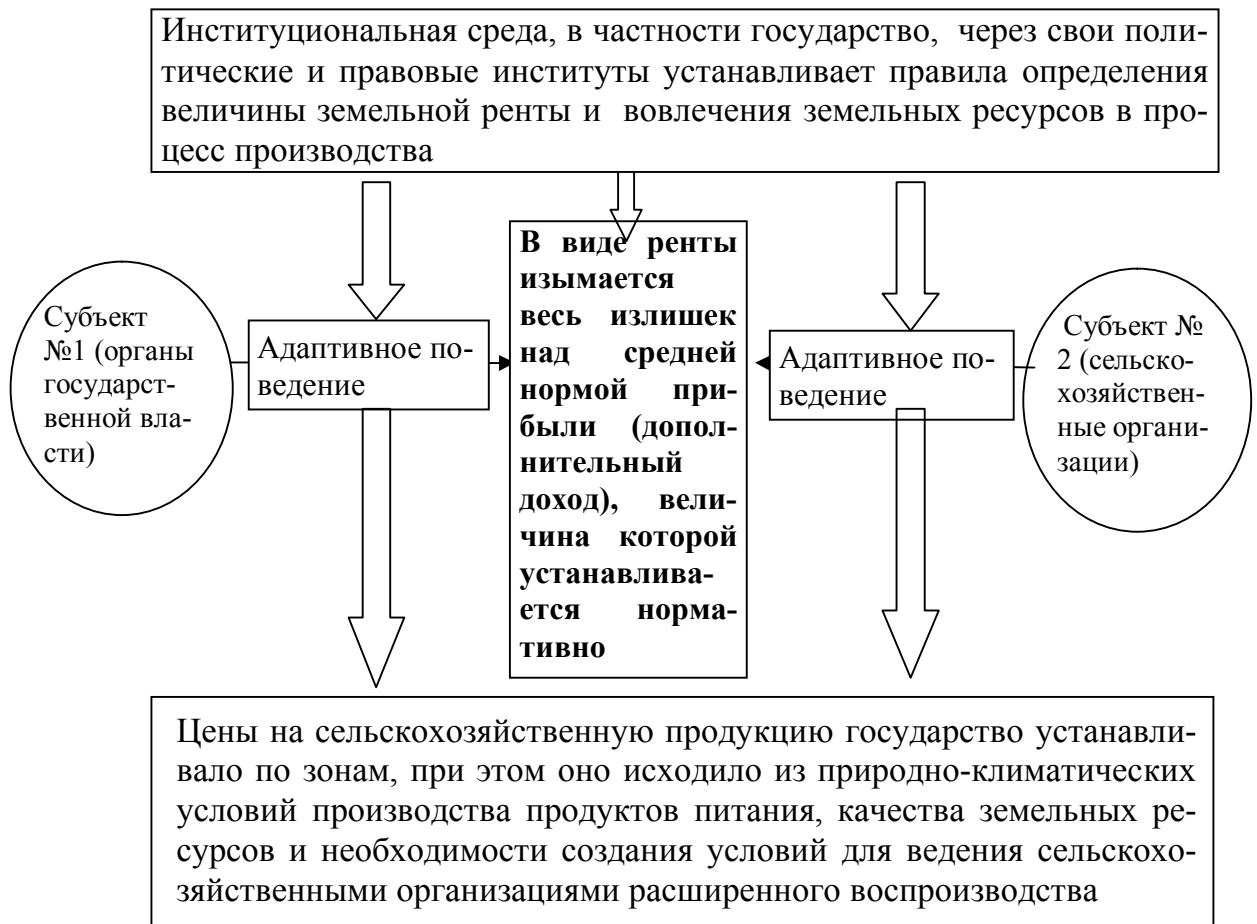 Институциональная среда, в частности государство, через свои поли-
тические и правовые институты устанавливает правила определения
величины земельной ренты и вовлечения земельных ресурсов в про-
цесс производства
Субъект
№1 (органы
государст-
венной вла-
сти)
Адаптивное по-
ведение
В виде ренты
изымается
весь излишек
над средней
нормой при-
были (допол-
нительный
доход), вели-
чина которой
устанавлива-
ется норма-
тивно
Адаптивное по-
ведение
Субъект №
2 (сельско-
хозяйствен-
ные органи-
зации)
Цены на сельскохозяйственную продукцию государство устанавли-
вало по зонам, при этом оно исходило из природно-климатических
условий производства продуктов питания, качества земельных ре-
сурсов и необходимости создания условий для ведения сельскохо-
зяйственными организациями расширенного воспроизводства